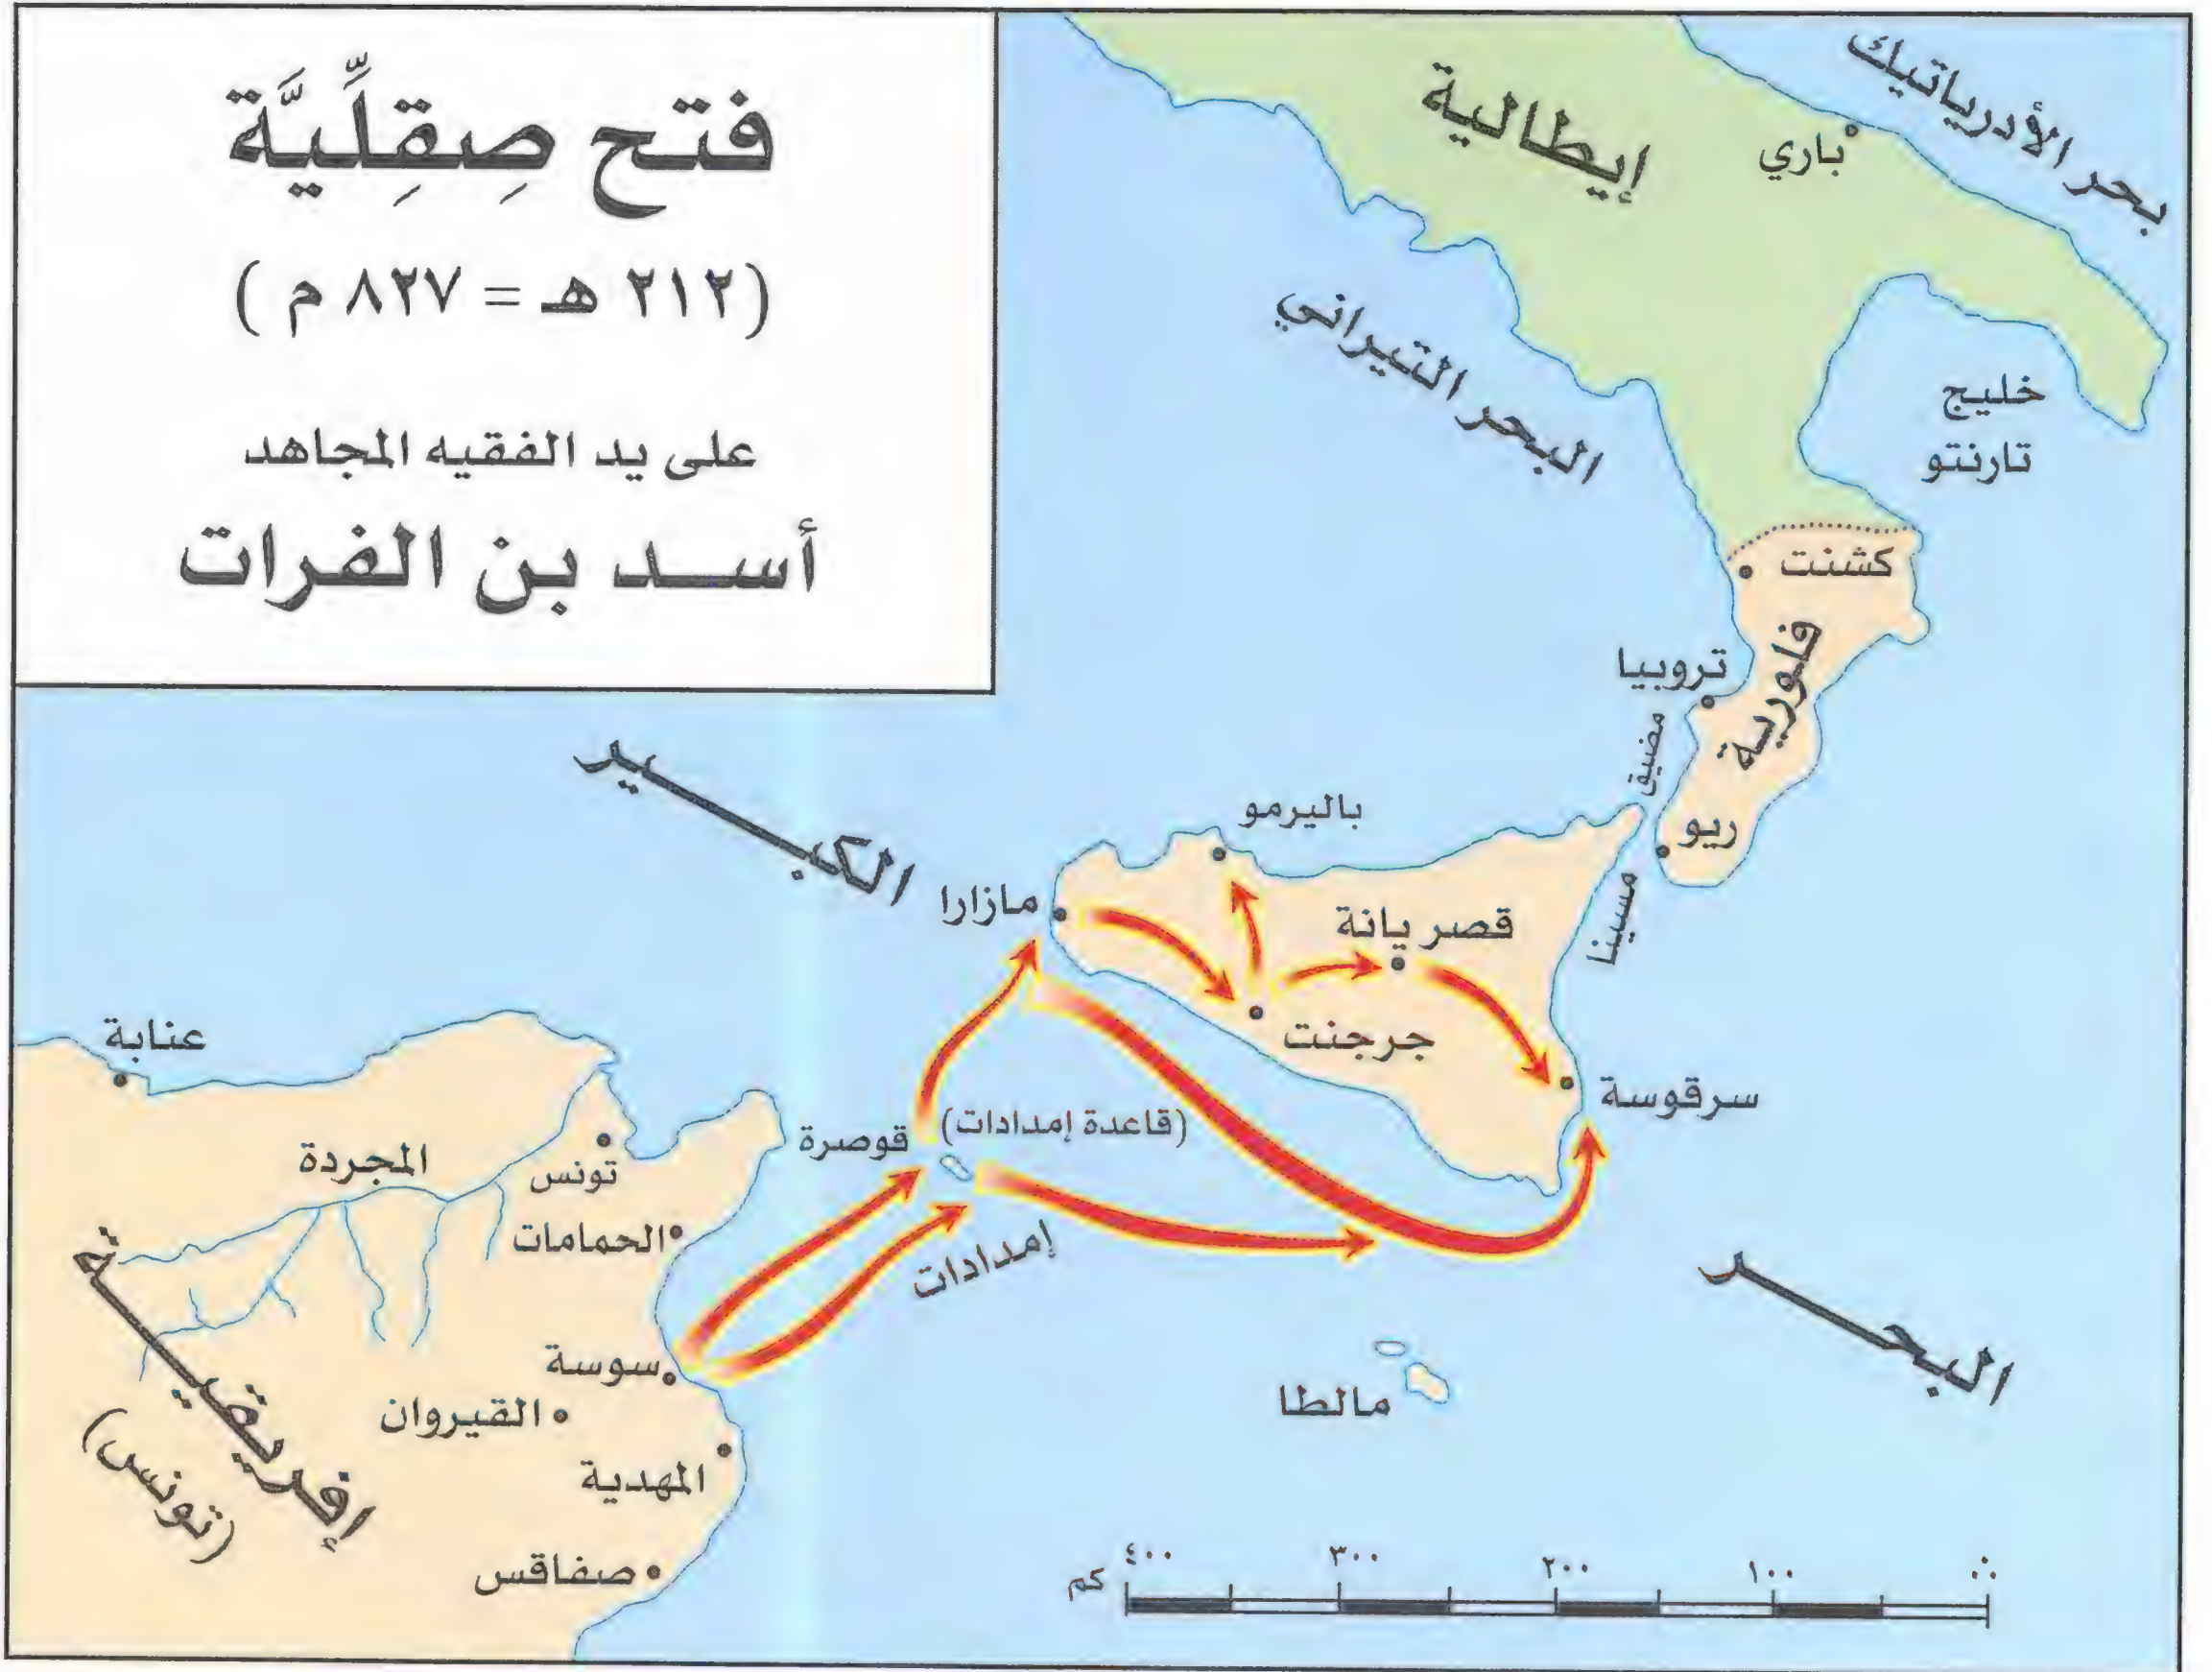 فتح صِقِلِّيَّة
(٢١٢ هـ = ٨٢٧ م )
على يد الفقيه المجاهد
أسد بن الفرات
بحر الأدرياتيك
إيطالية
باري
البحر التيراني
خليج
تارنتو
كشنت
تروبيا
قلورية
مضيق
مسينا
ريو
باليرمو
مازارا
قصر يانة
جرجنت
سرقوسة
البحر
الكبير
عنابة
المجردة
تونس
قوصرة
(قاعدة إمدادات)
الحمامات
إمدادات
سوسة
القيروان
المهدية
صفاقس
إفريقية
(تونس)
مالطا
٤٠٠ ٣٠٠ ٢٠٠ ١٠٠ ٠٠
كم